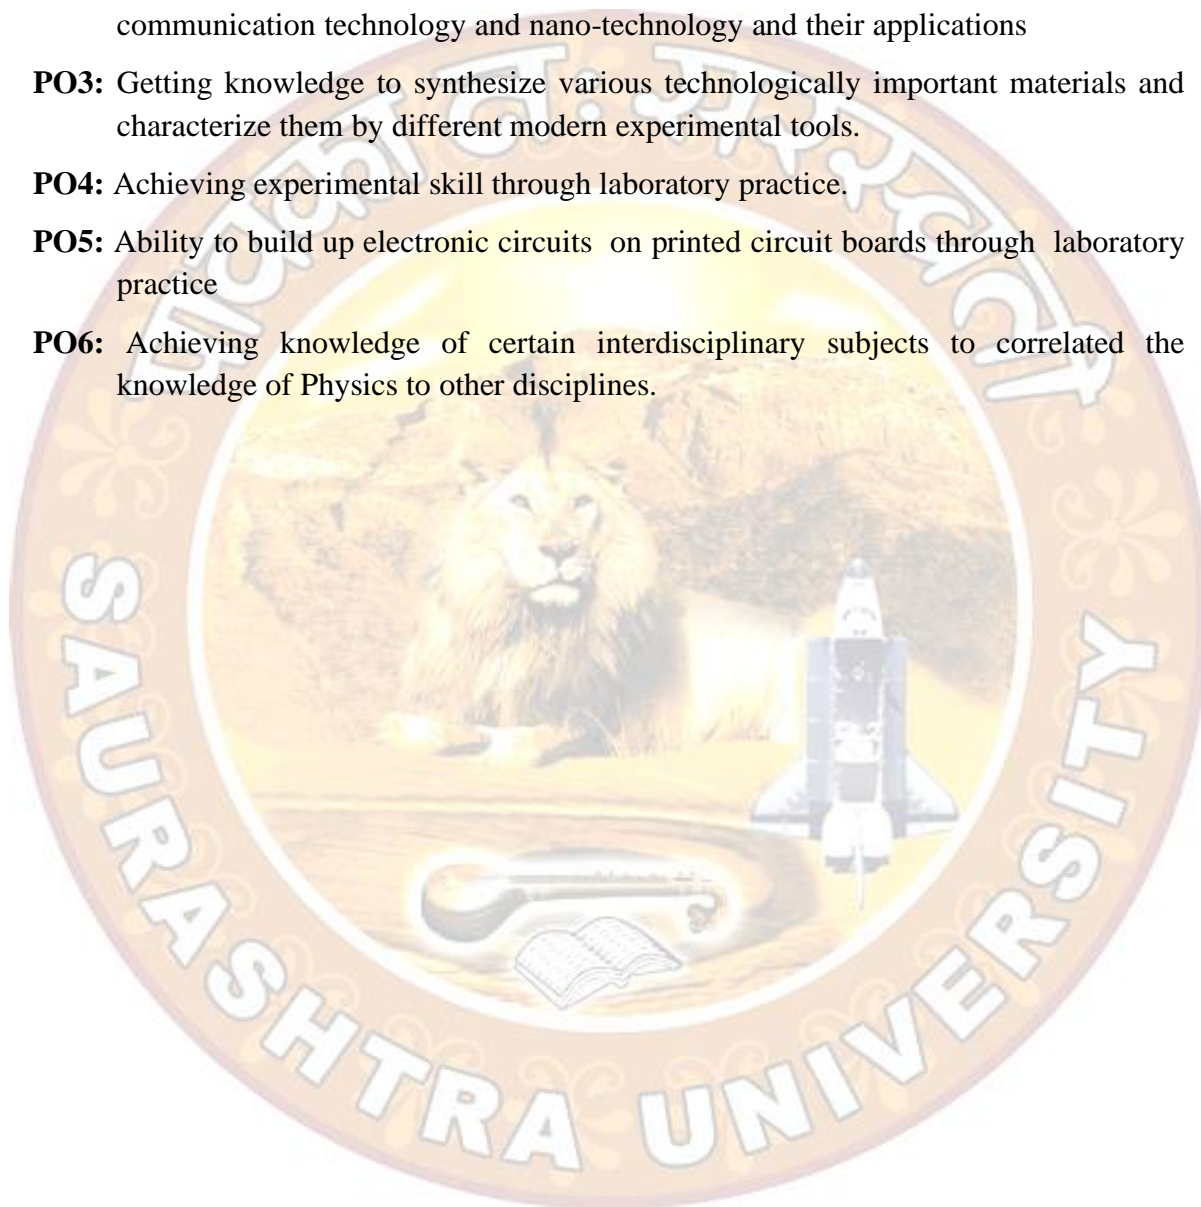 communication technology and nano-technology and their applications
PO3: Getting knowledge to synthesize various technologically important materials and
characterize them by different modern experimental tools.
PO4: Achieving experimental skill through laboratory practice.
PO5: Ability to build up electronic circuits on printed circuit boards through laboratory
practice
PO6: Achieving knowledge of certain interdisciplinary subjects to correlated the
knowledge of Physics to other disciplines.
पावका नः सरस्वती
SAURASHTRA UNIVERSITY